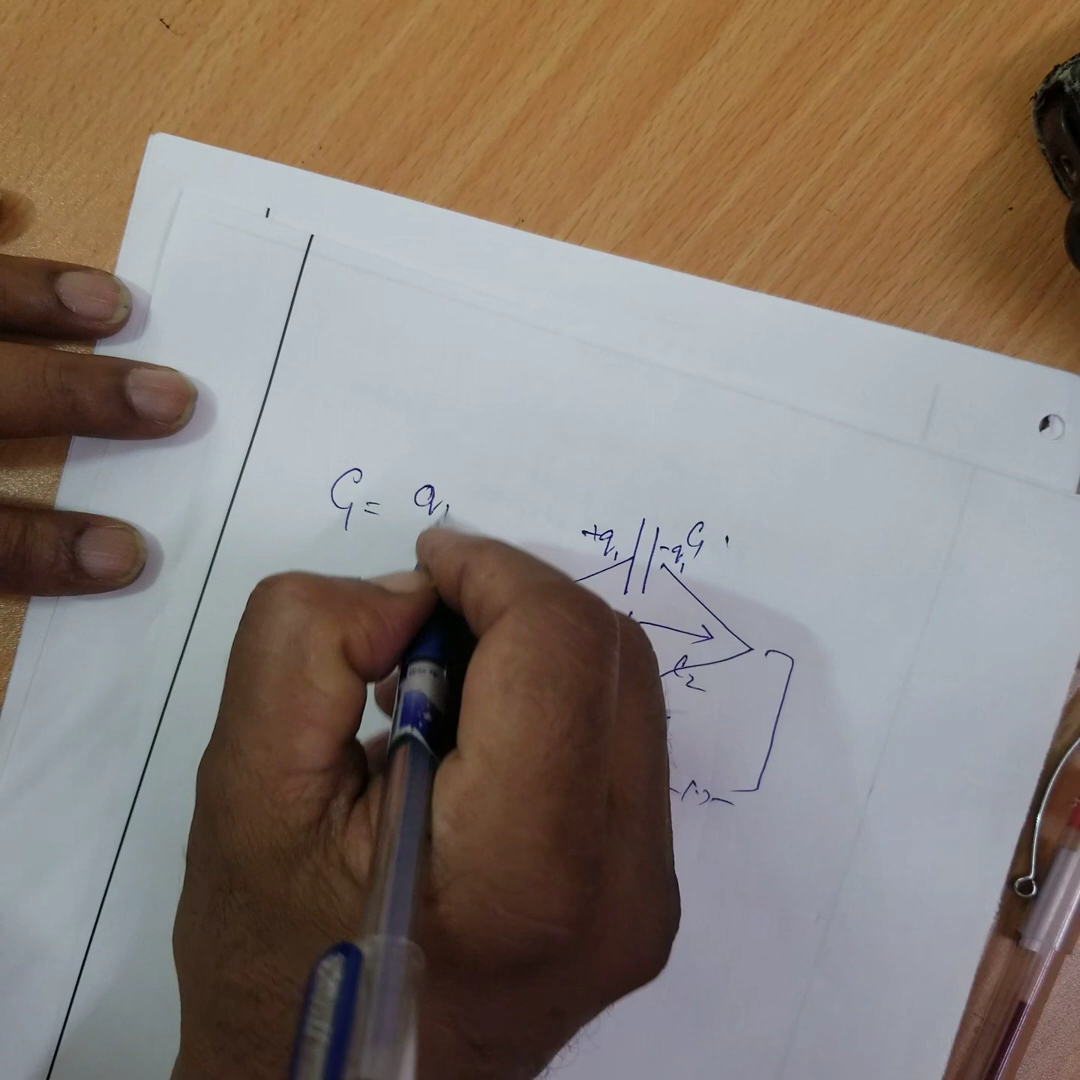 C₁ = q₁
+q₁ -q₁ C₁
C₂